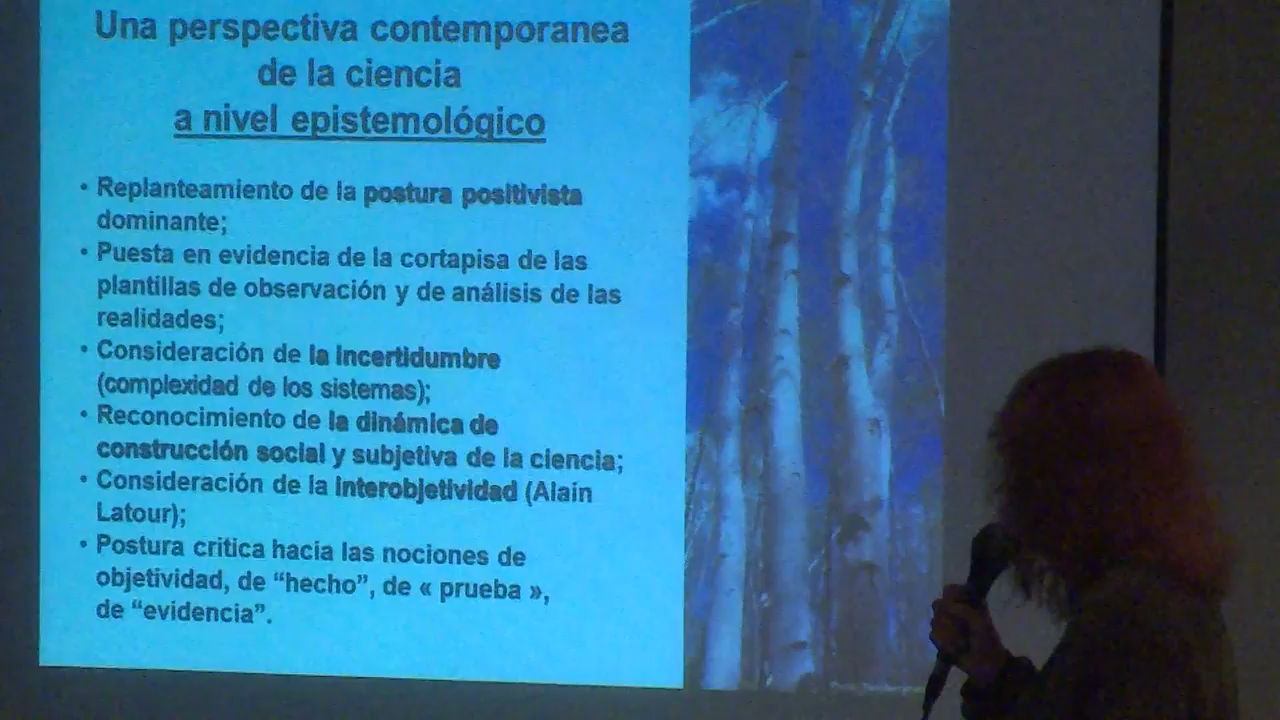 Una perspectiva contemporanea
de la ciencia
a nivel epistemológico
• Replanteamiento de la postura positivista
dominante;
• Puesta en evidencia de la cortapisa de las
plantillas de observación y de análisis de las
realidades;
• Consideración de la incertidumbre
(complexidad de los sistemas);
• Reconocimiento de la dinámica de
construcción social y subjetiva de la ciencia;
• Consideración de la interobjetividad (Alain
Latour);
• Postura critica hacia las nociones de
objetividad, de “hecho”, de « prueba »,
de “evidencia”.